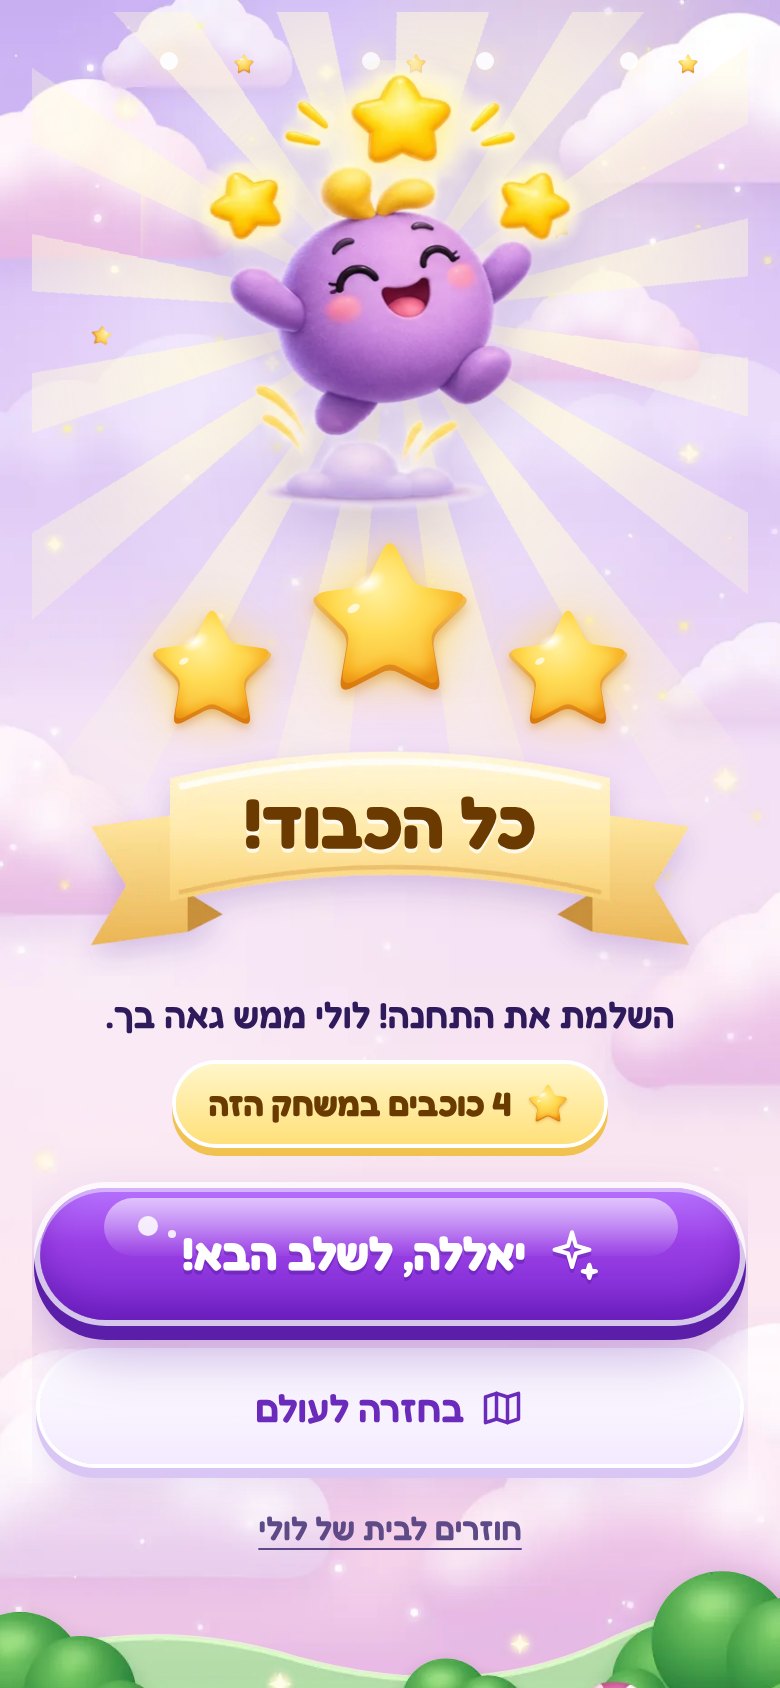 כל הכבוד!
השלמת את התחנה! לולי ממש גאה בך.
4 כוכבים במשחק הזה
יאללה, לשלב הבא!
בחזרה לעולם
חוזרים לבית של לולי